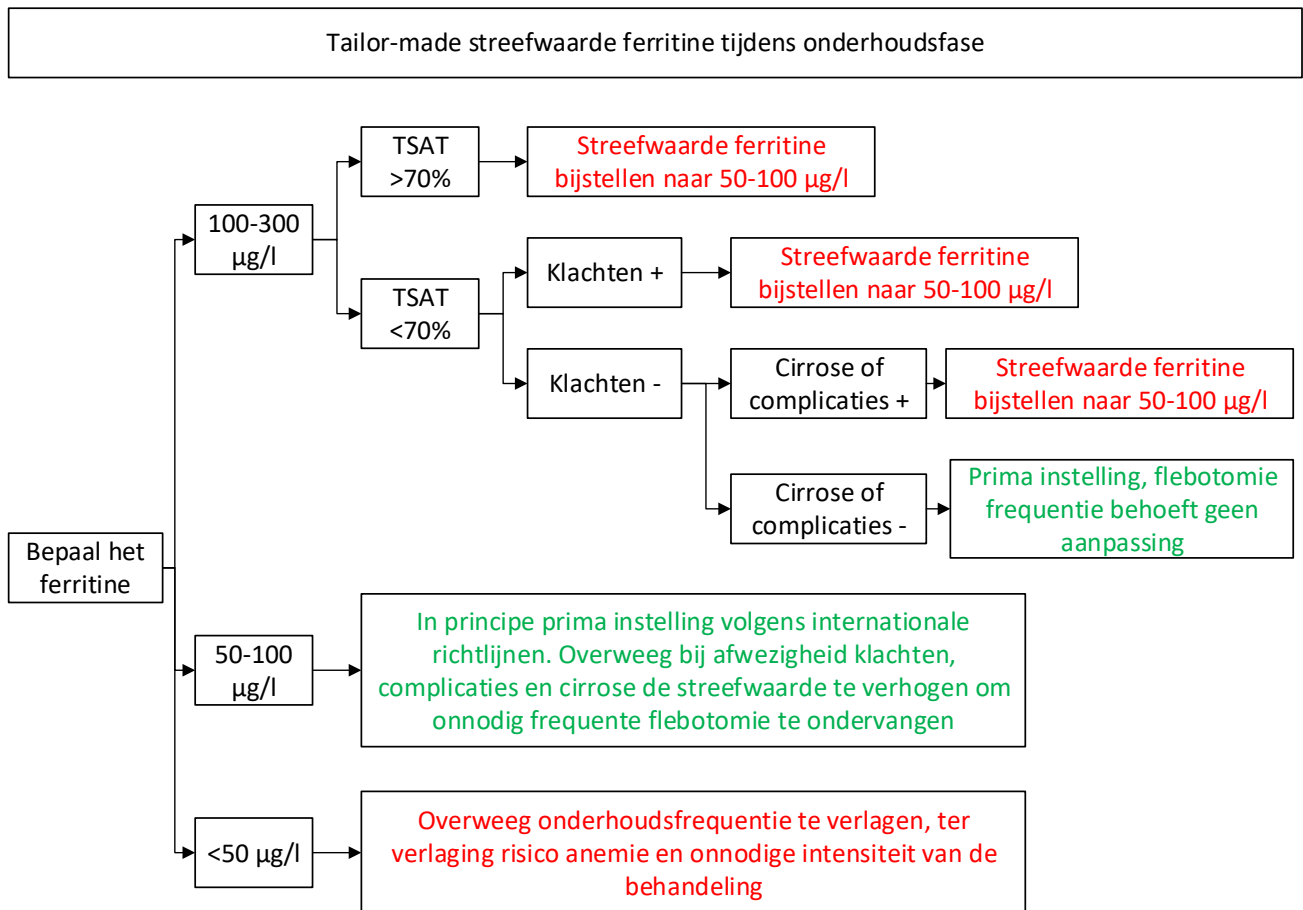 Tailor-made streefwaarde ferritine tijdens onderhoudsfase
TSAT
>70%
Streefwaarde ferritine
bijstellen naar 50-100 µg/l
100-300
µg/l
TSAT
<70%
Klachten +
Streefwaarde ferritine
bijstellen naar 50-100 µg/l
Klachten -
Cirrose of
complicaties +
Streefwaarde ferritine
bijstellen naar 50-100 µg/l
Cirrose of
complicaties -
Prima instelling, flebotomie
frequentie behoeft geen
aanpassing
Bepaal het
ferritine
50-100
µg/l
In principe prima instelling volgens internationale
richtlijnen. Overweeg bij afwezigheid klachten,
complicaties en cirrose de streefwaarde te verhogen om
onnodig frequente flebotomie te ondervangen
<50 µg/l
Overweeg onderhoudsfrequentie te verlagen, ter
verlaging risico anemie en onnodige intensiteit van de
behandeling